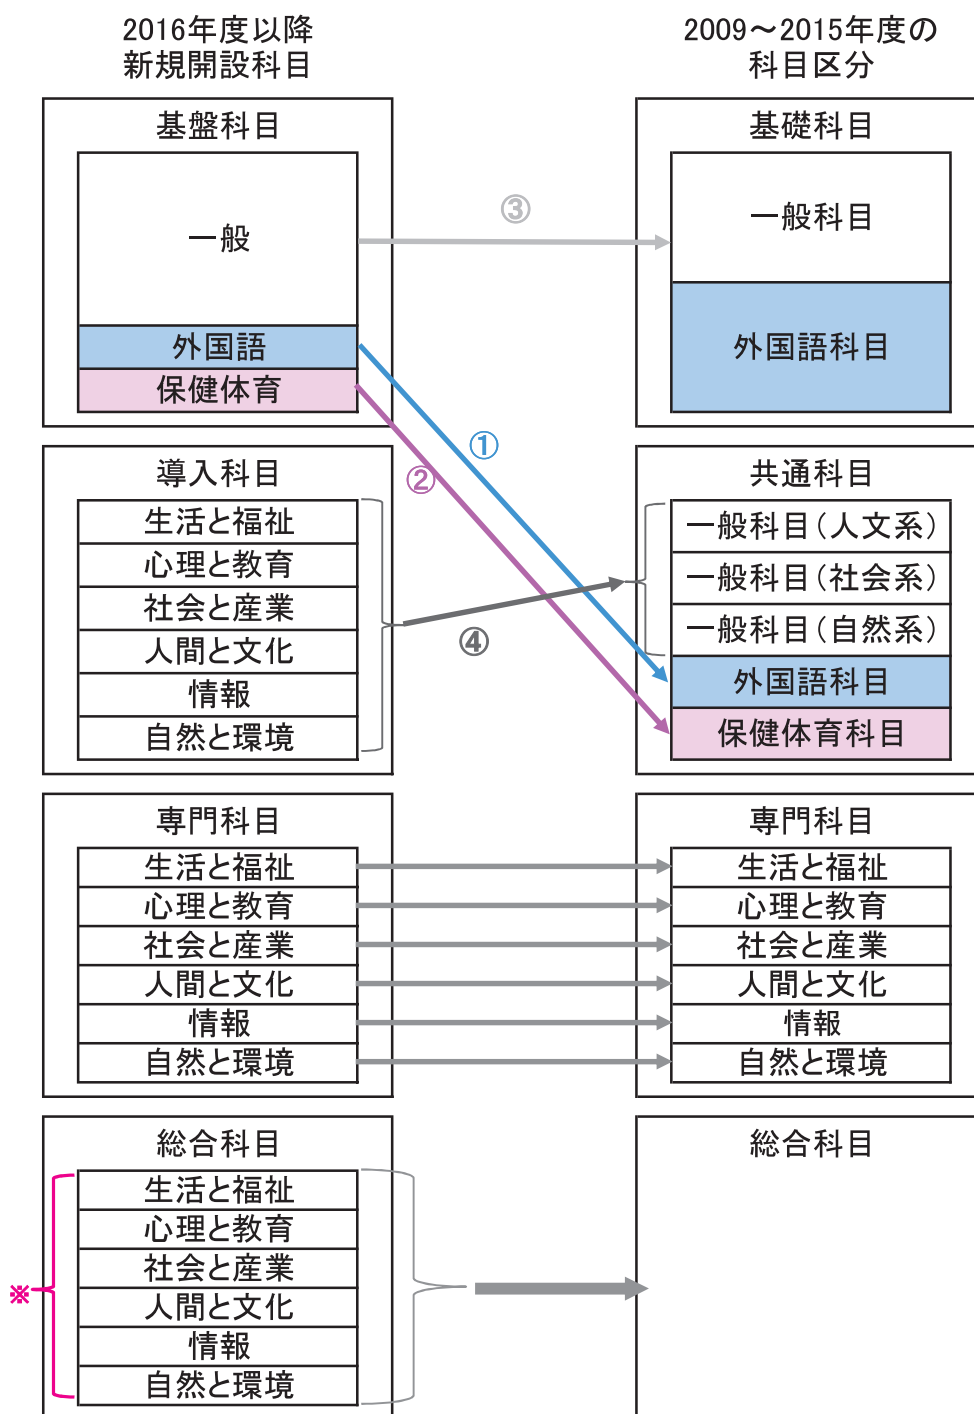 2016年度以降
新規開設科目
2009～2015年度の
科目区分
基盤科目
一般
外国語
保健体育
基礎科目
一般科目
外国語科目
③
①
②
導入科目
生活と福祉
心理と教育
社会と産業
人間と文化
情報
自然と環境
④
共通科目
一般科目（人文系）
一般科目（社会系）
一般科目（自然系）
外国語科目
保健体育科目
専門科目
生活と福祉
心理と教育
社会と産業
人間と文化
情報
自然と環境
専門科目
生活と福祉
心理と教育
社会と産業
人間と文化
情報
自然と環境
総合科目
生活と福祉
心理と教育
社会と産業
人間と文化
情報
自然と環境
※
総合科目